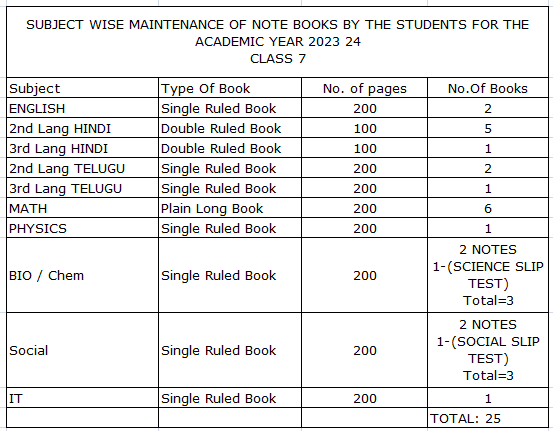 SUBJECT WISE MAINTENANCE OF NOTE BOOKS BY THE STUDENTS FOR THE
ACADEMIC YEAR 2023 24
CLASS 7
Subject Type Of Book No. of pages No.Of Books
ENGLISH Single Ruled Book 200 2
2nd Lang HINDI Double Ruled Book 100 5
3rd Lang HINDI Double Ruled Book 100 1
2nd Lang TELUGU Single Ruled Book 200 2
3rd Lang TELUGU Single Ruled Book 200 1
MATH Plain Long Book 200 6
PHYSICS Single Ruled Book 200 1
BIO / Chem Single Ruled Book 200 2 NOTES
1-(SCIENCE SLIP
TEST)
Total=3
Social Single Ruled Book 200 2 NOTES
1-(SOCIAL SLIP
TEST)
Total=3
IT Single Ruled Book 200 1
TOTAL: 25